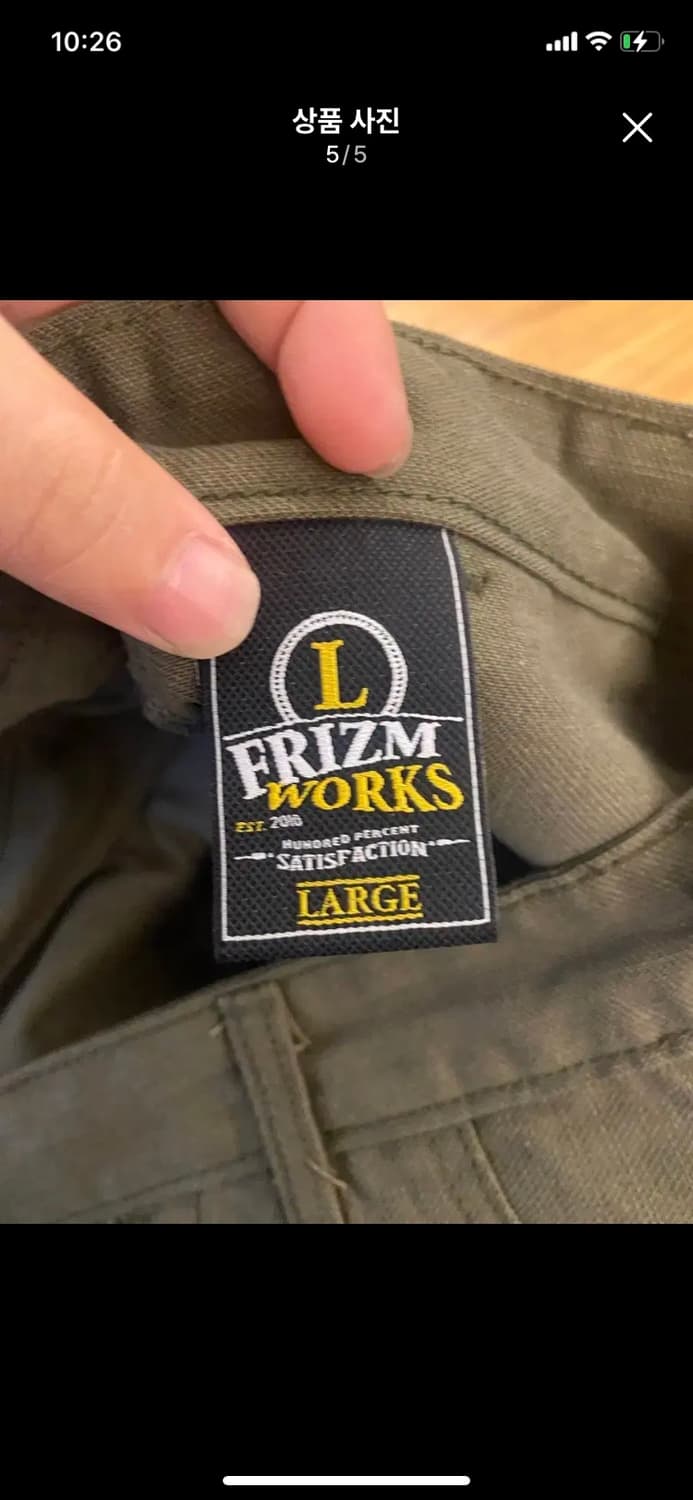 10:26
상품 사진
5/5
L
FRIZM
WORKS
EST. 2010
HUNDRED PERCENT
SATISFACTION
LARGE